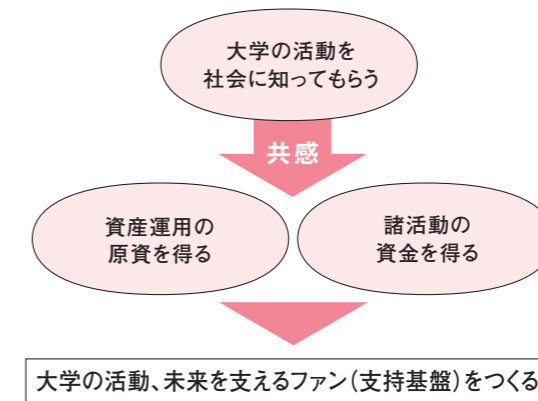 大学の活動を
社会に知ってもらう
共感
資産運用の
原資を得る
諸活動の
資金を得る
大学の活動、未来を支えるファン（支持基盤）をつくる